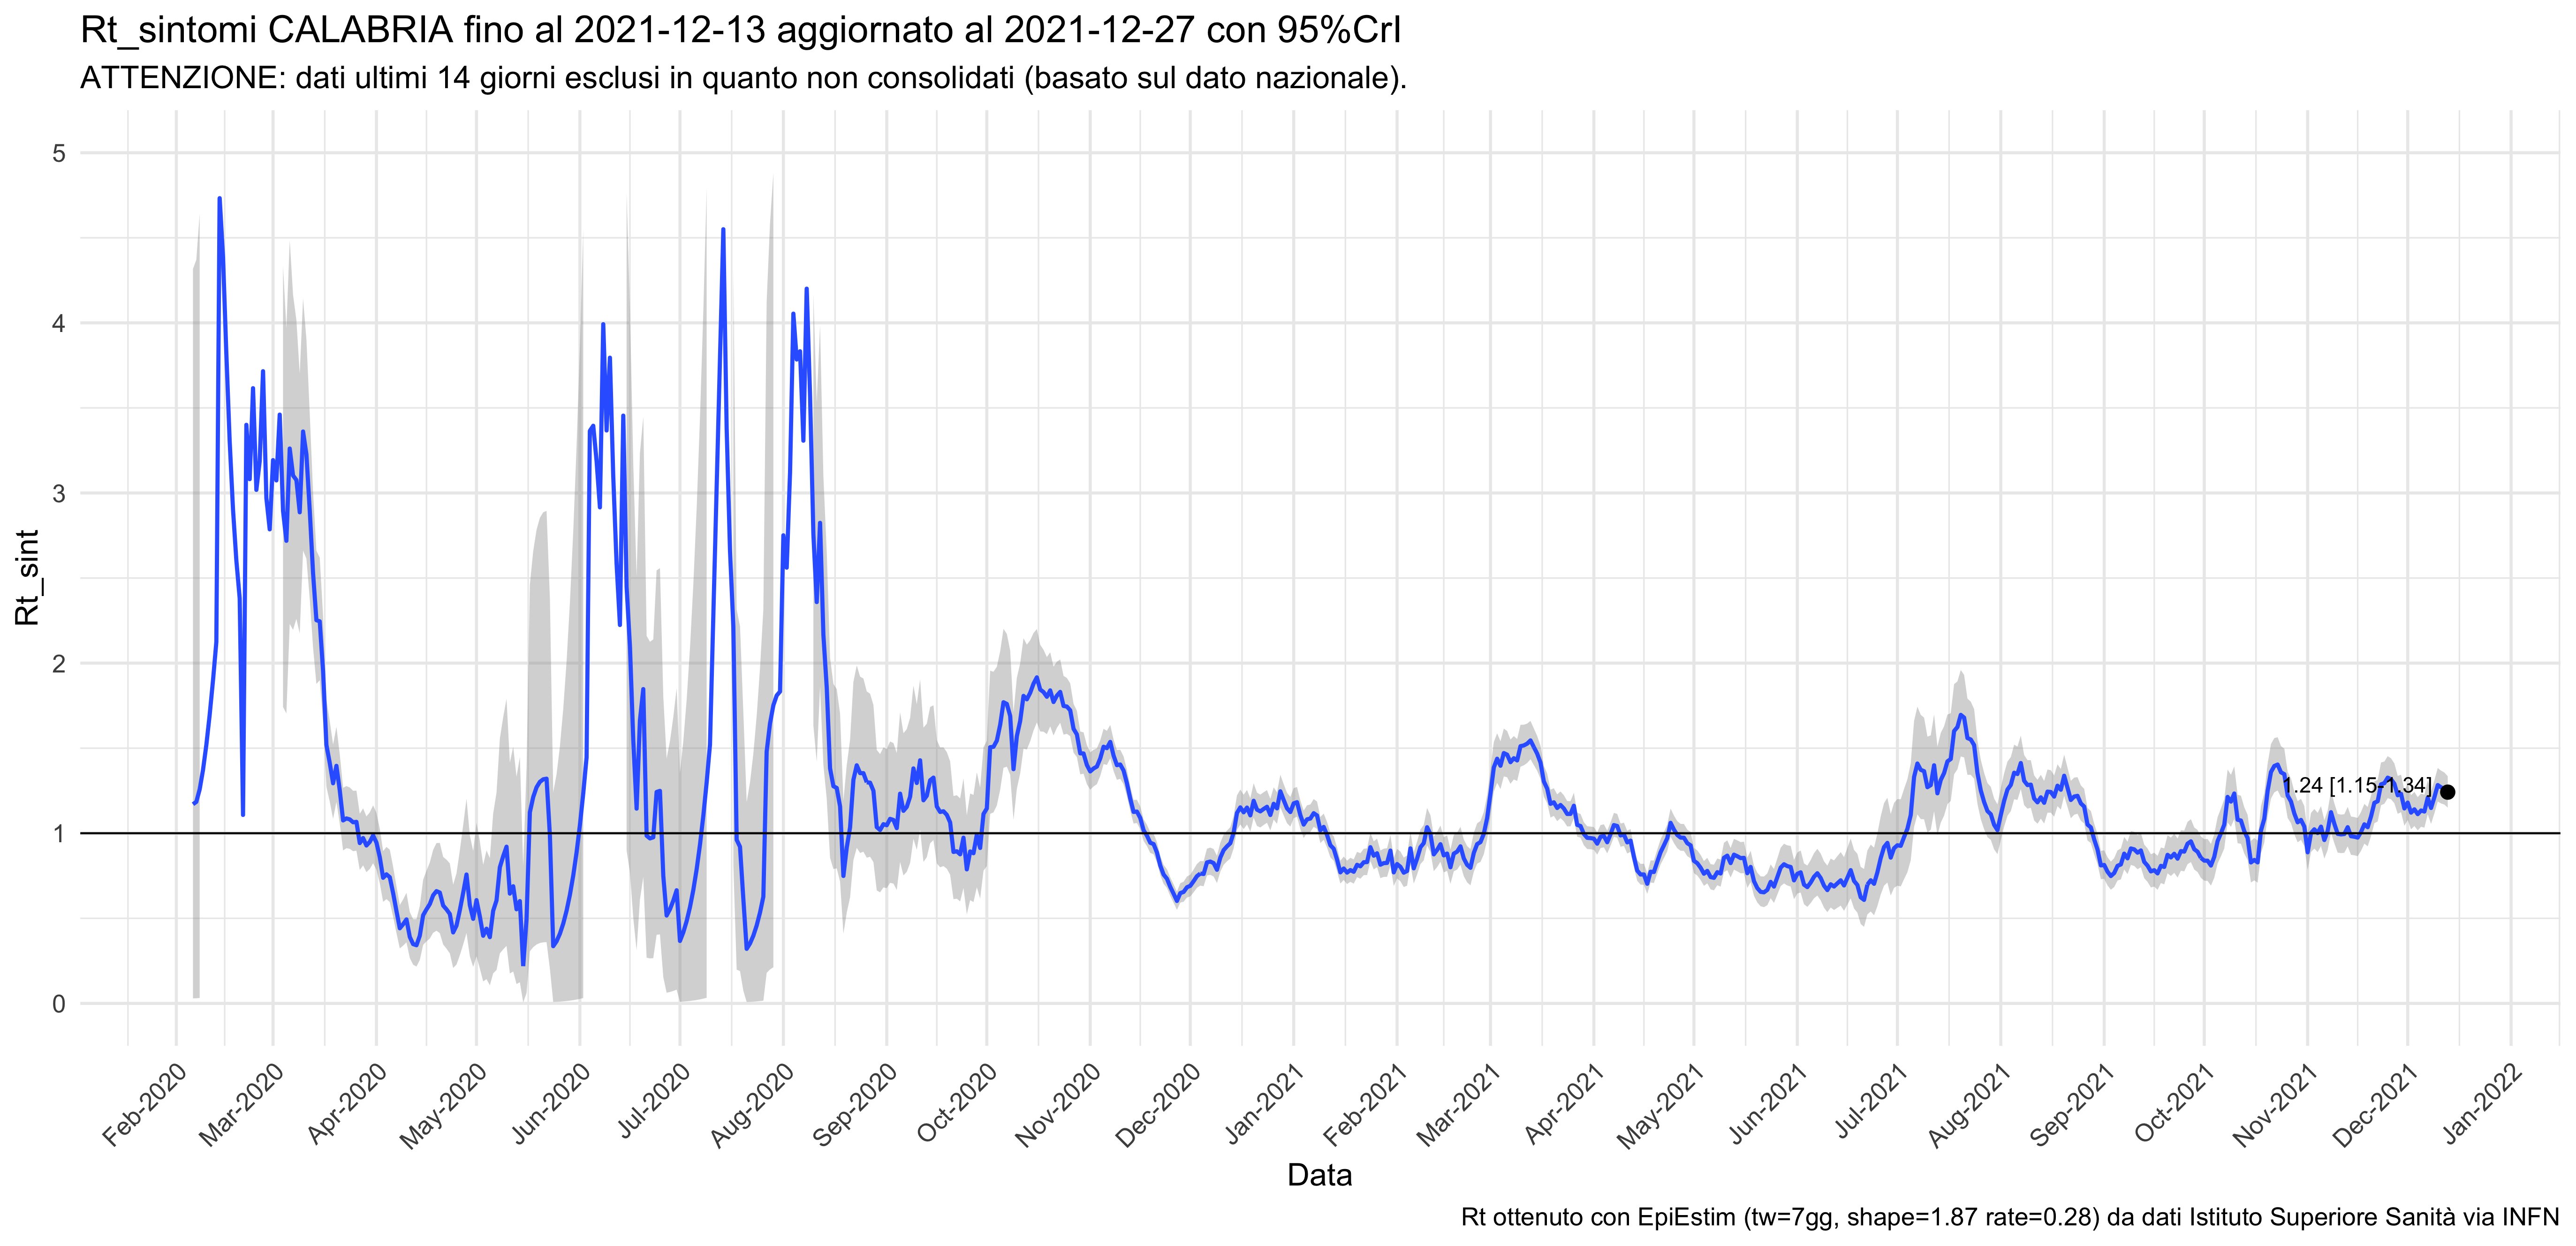 Rt_sintomi CALABRIA fino al 2021-12-13 aggiornato al 2021-12-27 con 95%CrI
ATTENZIONE: dati ultimi 14 giorni esclusi in quanto non consolidati (basato sul dato nazionale).
5
4
3
2
1
0
Rt_sint
1.24 [1.15-1.34]
Feb-2020
Mar-2020
Apr-2020
May-2020
Jun-2020
Jul-2020
Aug-2020
Sep-2020
Oct-2020
Nov-2020
Dec-2020
Jan-2021
Feb-2021
Mar-2021
Apr-2021
May-2021
Jun-2021
Jul-2021
Aug-2021
Sep-2021
Oct-2021
Nov-2021
Dec-2021
Jan-2022
Data
Rt ottenuto con EpiEstim (tw=7gg, shape=1.87 rate=0.28) da dati Istituto Superiore Sanità via INFN